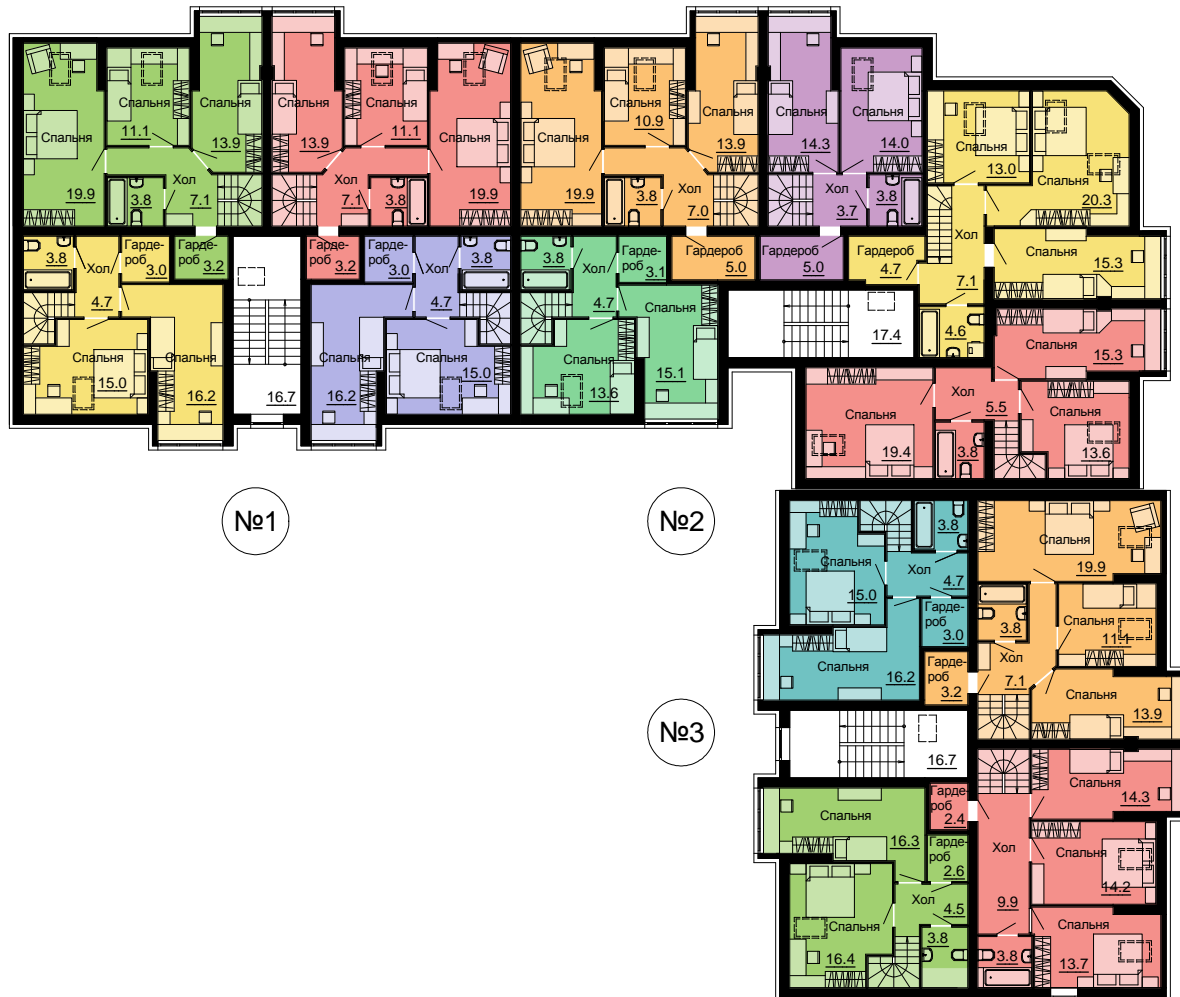 Спальня
19.9
Спальня
11.1
Спальня
13.9
3.8
Хол
7.1
Спальня
13.9
Спальня
11.1
Спальня
19.9
Хол
7.1
3.8
Спальня
19.9
Спальня
10.9
Спальня
13.9
3.8
Хол
7.0
Спальня
14.3
Спальня
14.0
3.7
Хол
3.8
Спальня
13.0
Спальня
20.3
Хол
7.1
3.8
Хол
4.7
Гарде-
роб
3.0
3.2
Спальня
15.0
Спальня
16.2
16.7
Гарде-
роб
3.2
Гарде-
роб
3.0
3.8
Хол
4.7
Спальня
16.2
Спальня
15.0
3.8
Хол
4.7
Гарде-
роб
3.1
Гардероб
5.0
Гардероб
5.0
Гардероб
4.7
Спальня
13.6
Спальня
15.1
17.4
4.6
Спальня
15.3
Спальня
15.3
Спальня
19.4
Хол
5.5
3.8
Спальня
13.6
№1
№2
Спальня
15.0
3.8
Хол
4.7
Гарде-
роб
3.0
Спальня
16.2
Гарде-
роб
3.2
Спальня
19.9
3.8
Спальня
11.1
Хол
7.1
Спальня
13.9
№3
16.7
Спальня
16.3
Гарде-
роб
2.4
Гарде-
роб
2.6
Хол
4.5
Спальня
16.4
3.8
Спальня
14.3
Хол
9.9
Спальня
14.2
3.8
Спальня
13.7